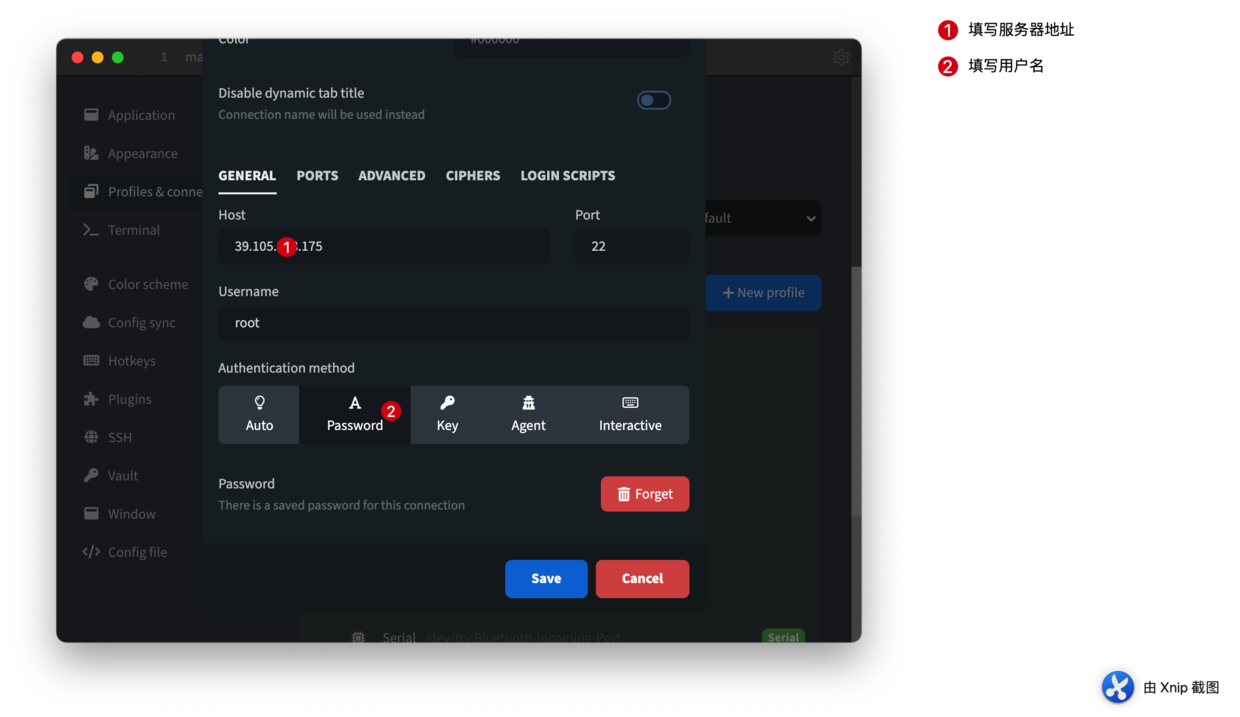 1 填写服务器地址
2 填写用户名
1 ma
Color
#000000
Disable dynamic tab title
Connection name will be used instead
Application
Appearance
Profiles & conne
Terminal
Color scheme
Config sync
Hotkeys
Plugins
SSH
Vault
Window
Config file
GENERAL PORTS ADVANCED CIPHERS LOGIN SCRIPTS
Host
Port
39.105. 1 .175
22
fault
Username
root
New profile
Authentication method
Auto
Password 2
Key
Agent
Interactive
Password
There is a saved password for this connection
Forget
Save
Cancel
Serial /dev/tty.Bluetooth-Incoming-Port
Serial
由 Xnip 截图